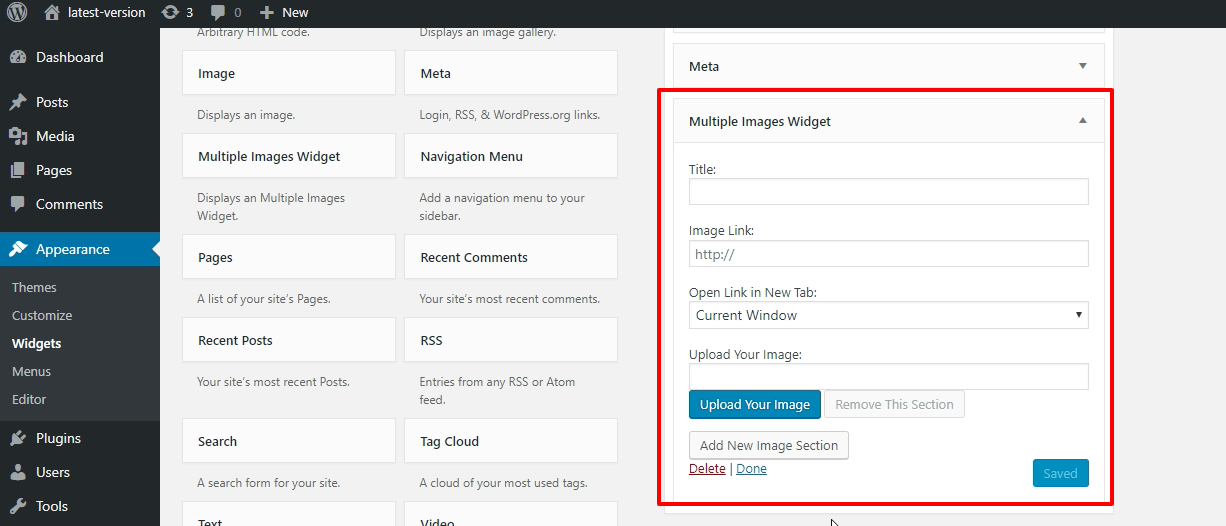 latest-version 3 0 New
Dashboard
Posts
Media
Pages
Comments
Appearance
Themes
Customize
Widgets
Menus
Editor
Plugins
Users
Tools
Arbitrary HTML code.
Displays an image gallery.
Image
Meta
Displays an image.
Login, RSS, & WordPress.org links.
Multiple Images Widget
Navigation Menu
Displays an Multiple Images
Widget.
Add a navigation menu to your
sidebar.
Pages
Recent Comments
A list of your site's Pages.
Your site's most recent comments.
Recent Posts
RSS
Your site's most recent Posts.
Entries from any RSS or Atom
feed.
Search
Tag Cloud
A search form for your site.
A cloud of your most used tags.
Text
Video
Meta
Multiple Images Widget
Title:
Image Link:
http://
Open Link in New Tab:
Current Window
Upload Your Image:
Upload Your Image
Remove This Section
Add New Image Section
Delete | Done
Saved